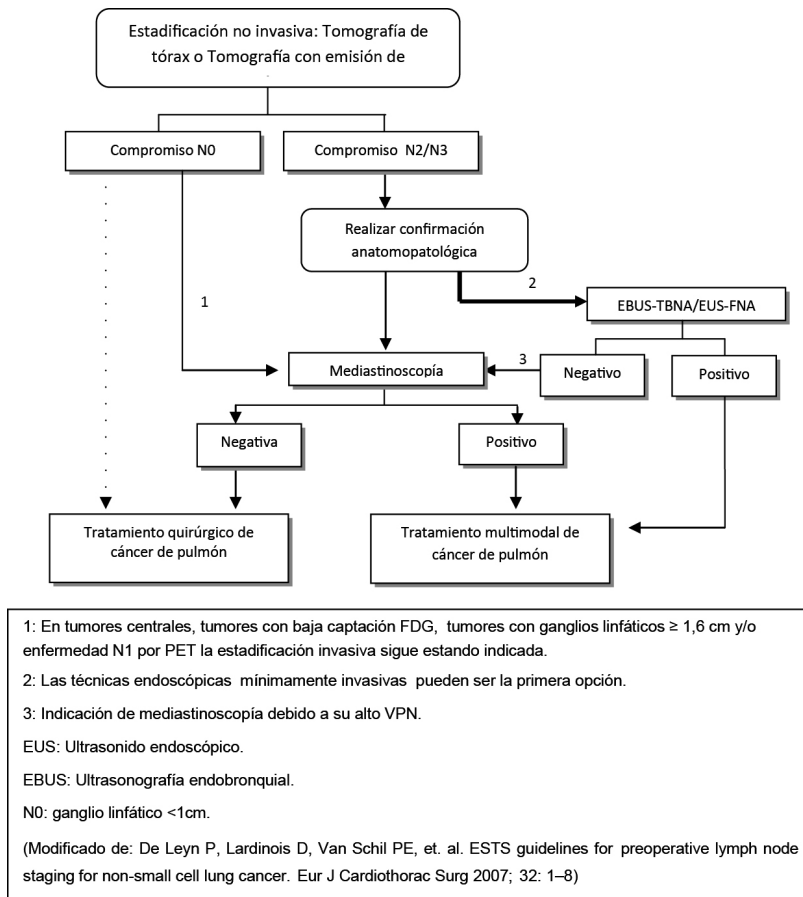 Estadificación no invasiva: Tomografía de
tórax o Tomografía con emisión de
Compromiso N0
Compromiso N2/N3
Realizar confirmación
anatomopatológica
1
2
EBUS-TBNA/EUS-FNA
Mediastinoscopía
3
Negativo
Positivo
Negativa
Positivo
Tratamiento quirúrgico de
cáncer de pulmón
Tratamiento multimodal de
cáncer de pulmón
1: En tumores centrales, tumores con baja captación FDG, tumores con ganglios linfáticos ≥ 1,6 cm y/o
enfermedad N1 por PET la estadificación invasiva sigue estando indicada.
2: Las técnicas endoscópicas mínimamente invasivas pueden ser la primera opción.
3: Indicación de mediastinoscopía debido a su alto VPN.
EUS: Ultrasonido endoscópico.
EBUS: Ultrasonografía endobronquial.
N0: ganglio linfático <1cm.
(Modificado de: De Leyn P, Lardinois D, Van Schil PE, et. al. ESTS guidelines for preoperative lymph node
staging for non-small cell lung cancer. Eur J Cardiothorac Surg 2007; 32: 1–8)